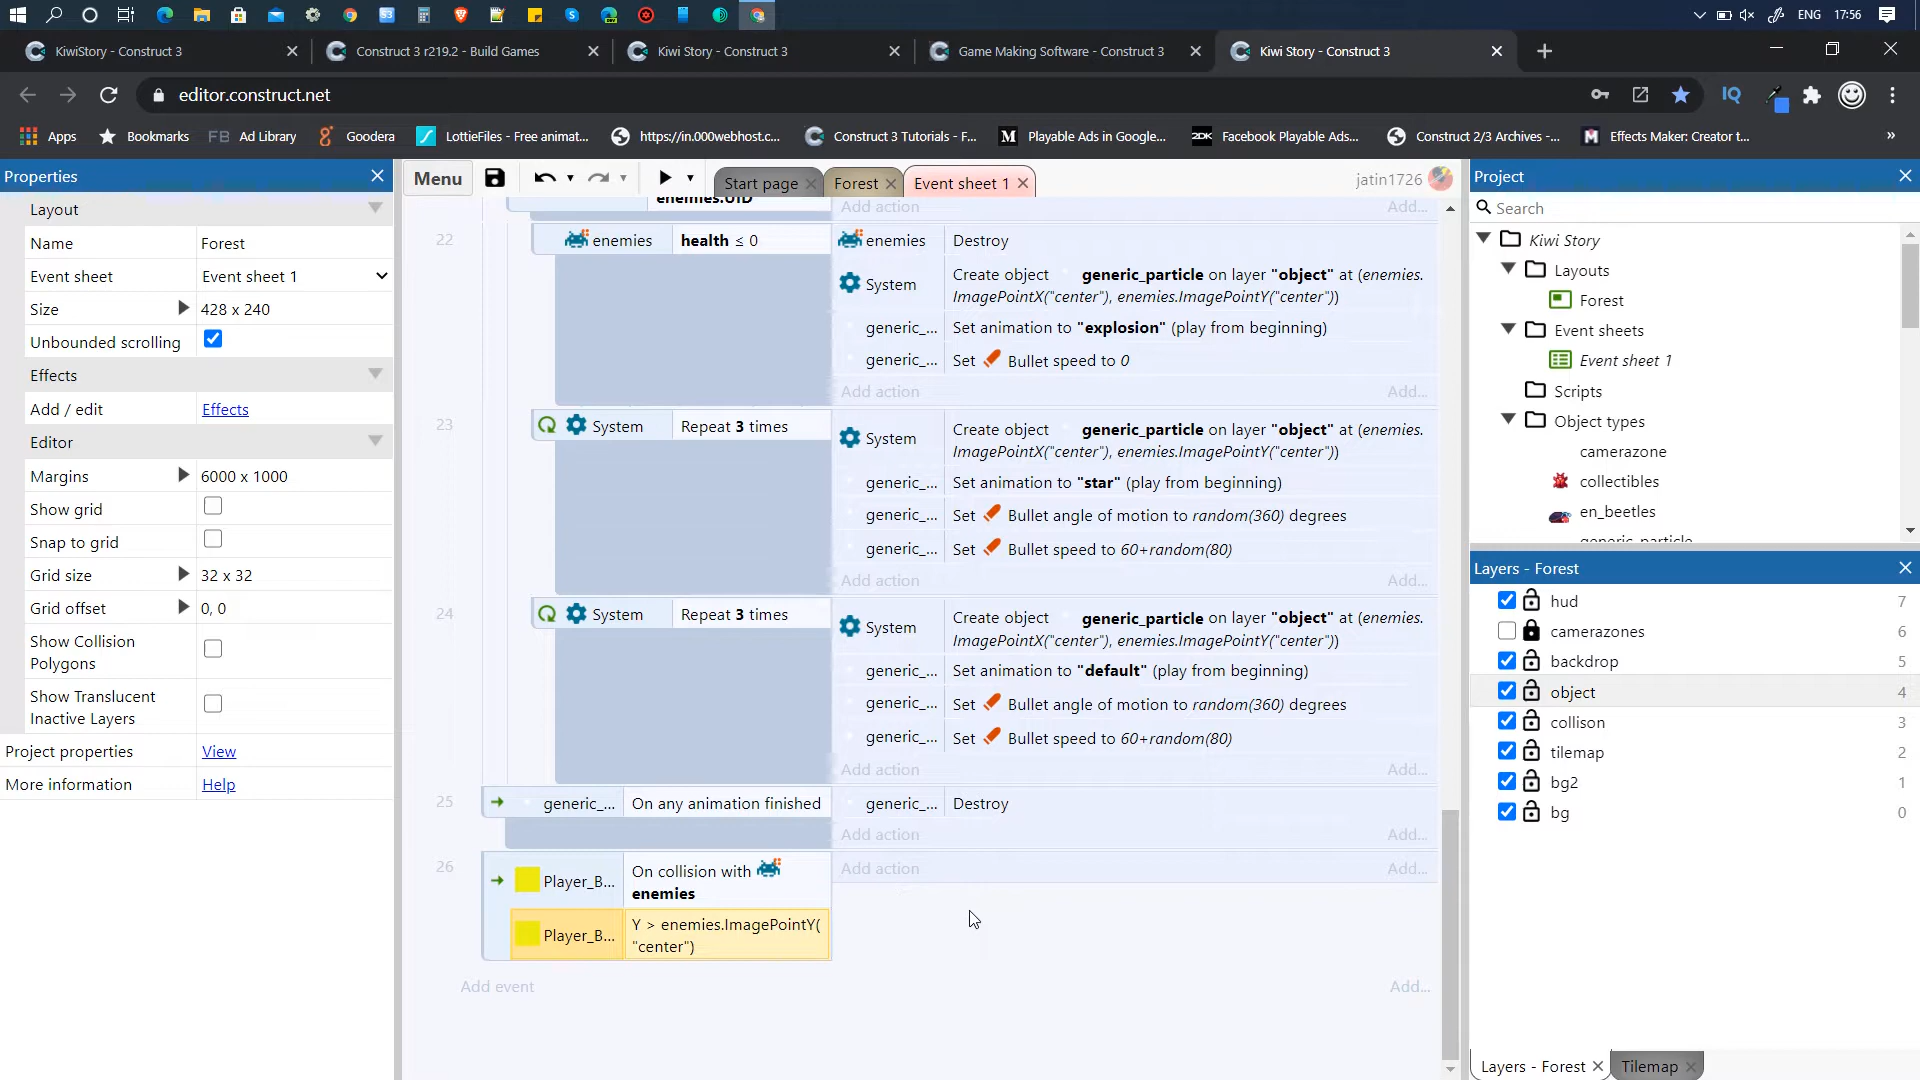 ENG 17:56
KiwiStory - Construct 3
Construct 3 r219.2 - Build Games
Kiwi Story - Construct 3
Game Making Software - Construct 3
Kiwi Story - Construct 3
editor.construct.net
IQ
Apps
Bookmarks
FB Ad Library
Goodera
LottieFiles - Free animat...
https://in.000webhost.c...
Construct 3 Tutorials - F...
Playable Ads in Google...
2DK Facebook Playable Ads...
Construct 2/3 Archives -...
Effects Maker: Creator t...
Properties
Layout
Name Forest
Event sheet Event sheet 1
Size 428 x 240
Unbounded scrolling
Effects
Add / edit Effects
Editor
Margins 6000 x 1000
Show grid
Snap to grid
Grid size 32 x 32
Grid offset 0, 0
Show Collision
Polygons
Show Translucent
Inactive Layers
Project properties View
More information Help
Menu
Start page
Forest
Event sheet 1
jatin1726
enemies.UID
Add action Add...
22 enemies health ≤ 0
enemies Destroy
System Create object generic_particle on layer "object" at (enemies.
ImagePointX("center"), enemies.ImagePointY("center"))
generic_... Set animation to "explosion" (play from beginning)
generic_... Set Bullet speed to 0
Add action Add...
23 System Repeat 3 times
System Create object generic_particle on layer "object" at (enemies.
ImagePointX("center"), enemies.ImagePointY("center"))
generic_... Set animation to "star" (play from beginning)
generic_... Set Bullet angle of motion to random(360) degrees
generic_... Set Bullet speed to 60+random(80)
Add action Add...
24 System Repeat 3 times
System Create object generic_particle on layer "object" at (enemies.
ImagePointX("center"), enemies.ImagePointY("center"))
generic_... Set animation to "default" (play from beginning)
generic_... Set Bullet angle of motion to random(360) degrees
generic_... Set Bullet speed to 60+random(80)
Add action Add...
25 generic_... On any animation finished
generic_... Destroy
Add action Add...
26 Player_B... On collision with
enemies
Add action Add...
Player_B... Y > enemies.ImagePointY(
"center")
Add event Add...
Project
Search
Kiwi Story
Layouts
Forest
Event sheets
Event sheet 1
Scripts
Object types
camerazone
collectibles
en_beetles
generic_particle
Layers - Forest
hud 7
camerazones 6
backdrop 5
object 4
collison 3
tilemap 2
bg2 1
bg 0
Layers - Forest
Tilemap